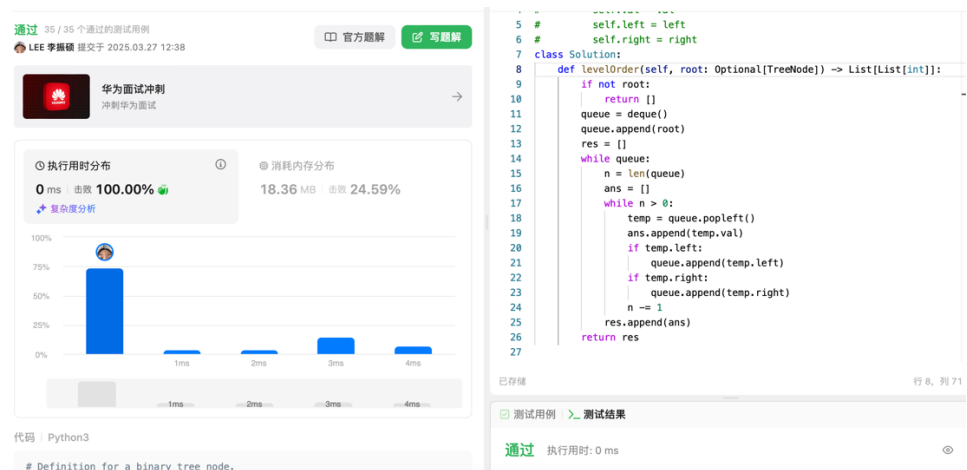 通过 35 / 35 个通过的测试用例
LEE 李振硕 提交于 2025.03.27 12:38
官方题解
写题解
HUAWEI
华为面试冲刺
冲刺华为面试
执行用时分布
0 ms 击败 100.00%
复杂度分析
消耗内存分布
18.36 MB 击败 24.59%
100%
75%
50%
25%
0%
1ms 2ms 3ms 4ms
1ms 2ms 3ms 4ms
代码 Python3
# Definition for a binary tree node.
5 # self.left = left
6 # self.right = right
7 class Solution:
8 def levelOrder(self, root: Optional[TreeNode]) -> List[List[int]]:
9 if not root:
10 return []
11 queue = deque()
12 queue.append(root)
13 res = []
14 while queue:
15 n = len(queue)
16 ans = []
17 while n > 0:
18 temp = queue.popleft()
19 ans.append(temp.val)
20 if temp.left:
21 queue.append(temp.left)
22 if temp.right:
23 queue.append(temp.right)
24 n -= 1
25 res.append(ans)
26 return res
27
已存储
行 8, 列 71
测试用例
测试结果
通过 执行用时: 0 ms